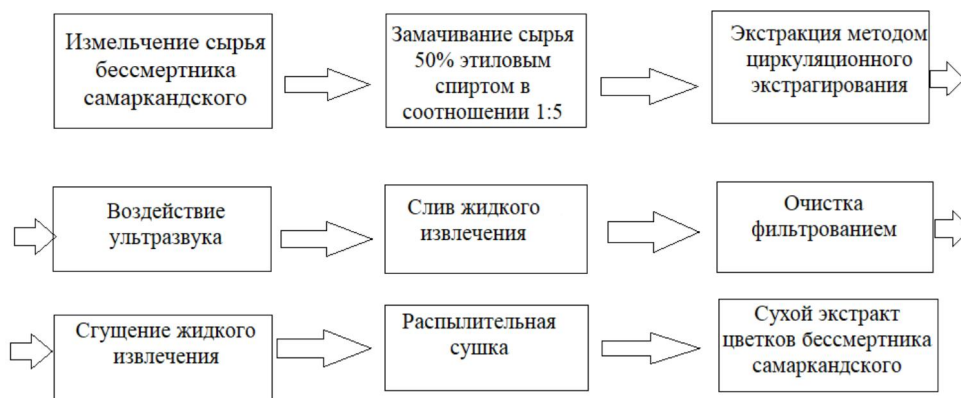 Измельчение сырья
бессмертника
самаркандского
Замачивание сырья
50% этиловым
спиртом в
соотношении 1:5
Экстракция методом
циркуляционного
экстрагирования
Воздействие
ультразвука
Слив жидкого
извлечения
Очистка
фильтрованием
Сгущение жидкого
извлечения
Распылительная
сушка
Сухой экстракт
цветков бессмертника
самаркандского